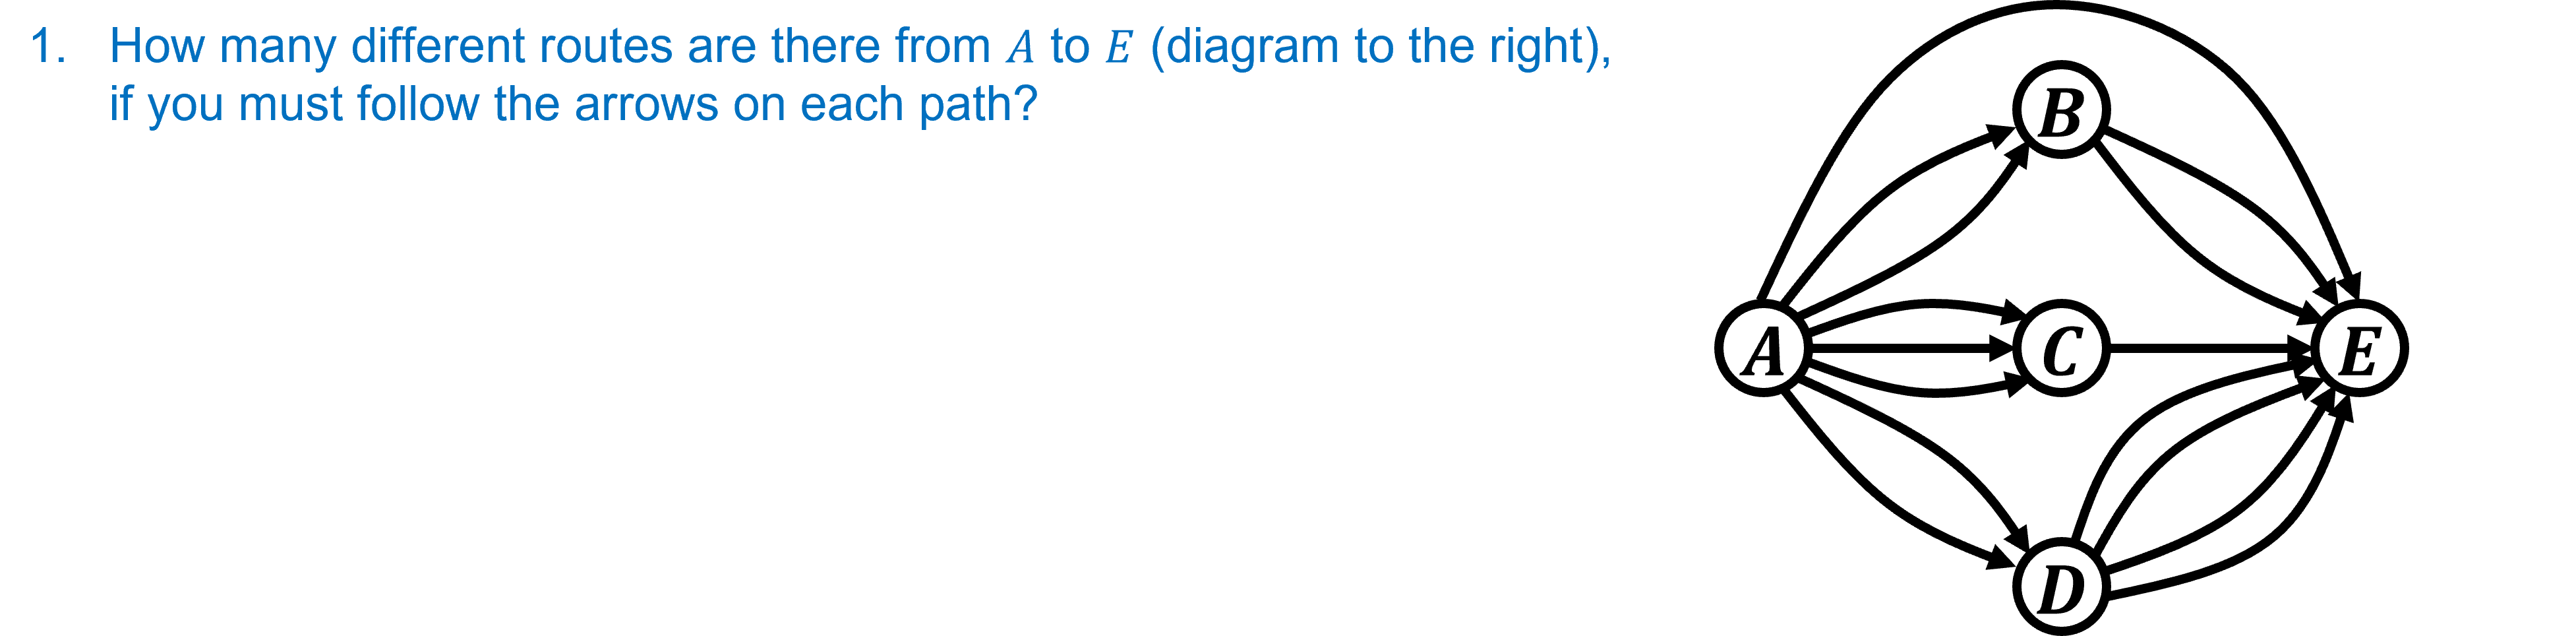 1. How many different routes are there from A to E (diagram to the right),
if you must follow the arrows on each path?
B
A
C
E
D